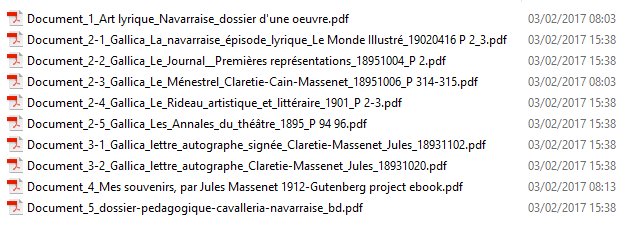 Document_1_Art lyrique_Navarraise_dossier d'une oeuvre.pdf 03/02/2017 08:03
Document_2-1_Gallica_La_navarraise_épisode_lyrique_Le Monde Illustré_19020416 P 2_3.pdf 03/02/2017 15:38
Document_2-2_Gallica_Le_Journal__Premières représentations_18951004_P 2.pdf 03/02/2017 15:38
Document_2-3_Gallica_Le_Ménestrel_Claretie-Cain-Massenet_18951006_P 314-315.pdf 03/02/2017 08:03
Document_2-4_Gallica_Le_Rideau_artistique_et_littéraire_1901_P 2-3.pdf 03/02/2017 15:38
Document_2-5_Gallica_Les_Annales du_théâtre_1895_P 94 96.pdf 03/02/2017 15:38
Document_3-1_Gallica_lettre_autographe_signée_Claretie-Massenet_Jules_18931102.pdf 03/02/2017 15:38
Document_3-2_Gallica_lettre_autographe_Claretie-Massenet_Jules_18931020.pdf 03/02/2017 15:38
Document_4_Mes souvenirs, par Jules Massenet 1912-Gutenberg project ebook.pdf 03/02/2017 08:13
Document_5_dossier-pedagogique-cavalleria-navarraise_bd.pdf 03/02/2017 15:38